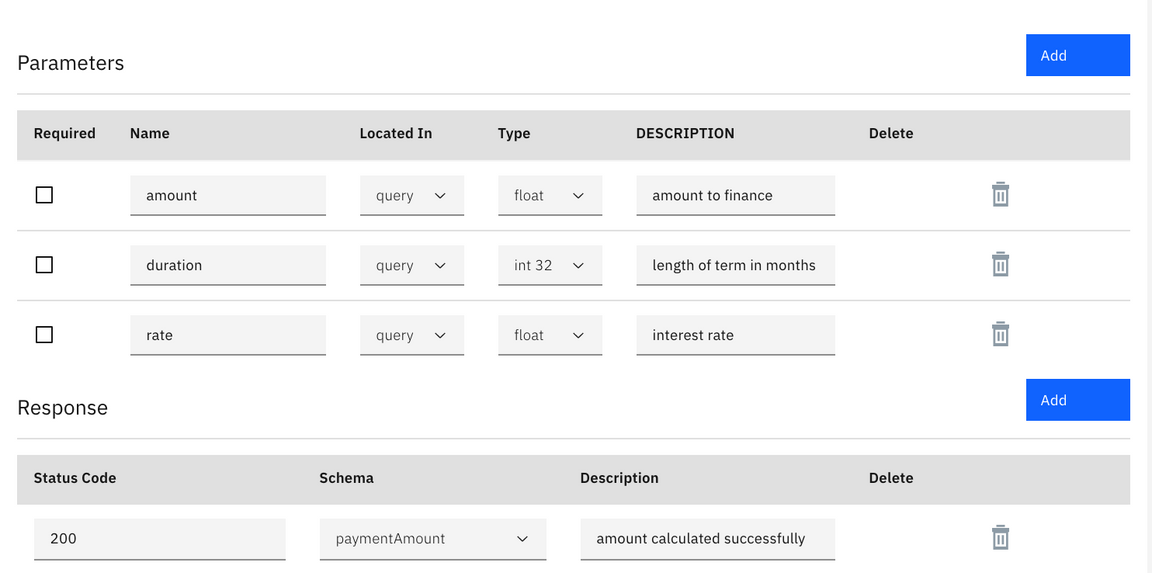 Parameters
Add
Required Name Located In Type DESCRIPTION Delete
amount query float amount to finance
duration query int 32 length of term in months
rate query float interest rate
Response
Add
Status Code Schema Description Delete
200 paymentAmount amount calculated successfully